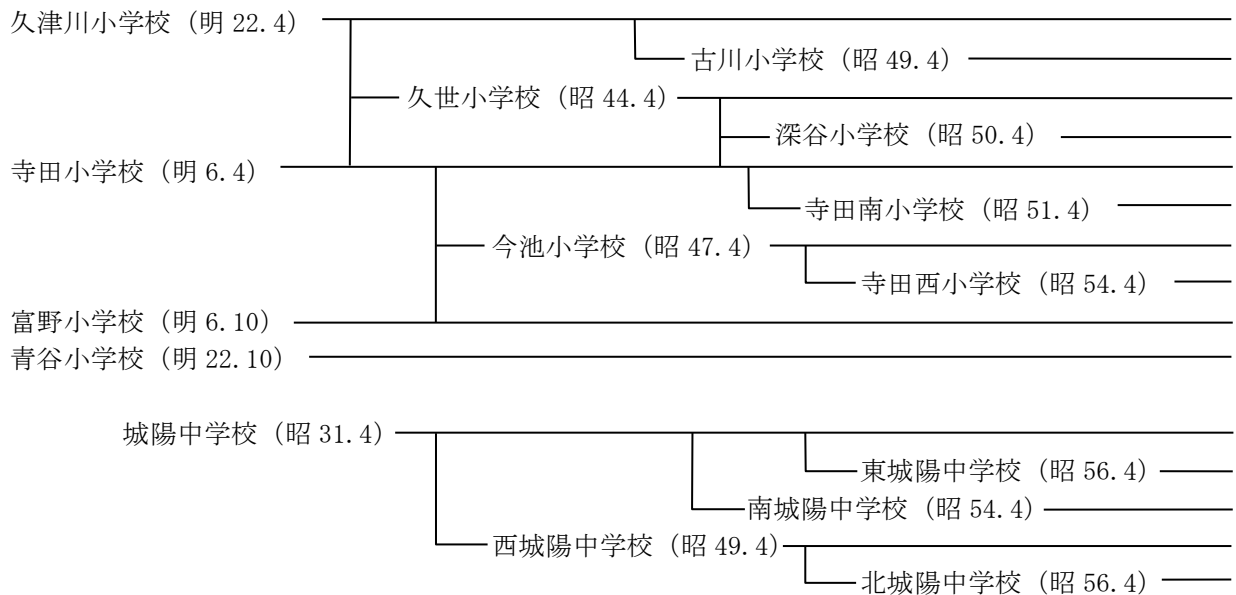 久津川小学校（明 22.4）
古川小学校（昭 49.4）
久世小学校（昭 44.4）
深谷小学校（昭 50.4）
寺田小学校（明 6.4）
寺田南小学校（昭 51.4）
今池小学校（昭 47.4）
寺田西小学校（昭 54.4）
富野小学校（明 6.10）
青谷小学校（明 22.10）
城陽中学校（昭 31.4）
東城陽中学校（昭 56.4）
南城陽中学校（昭 54.4）
西城陽中学校（昭 49.4）
北城陽中学校（昭 56.4）